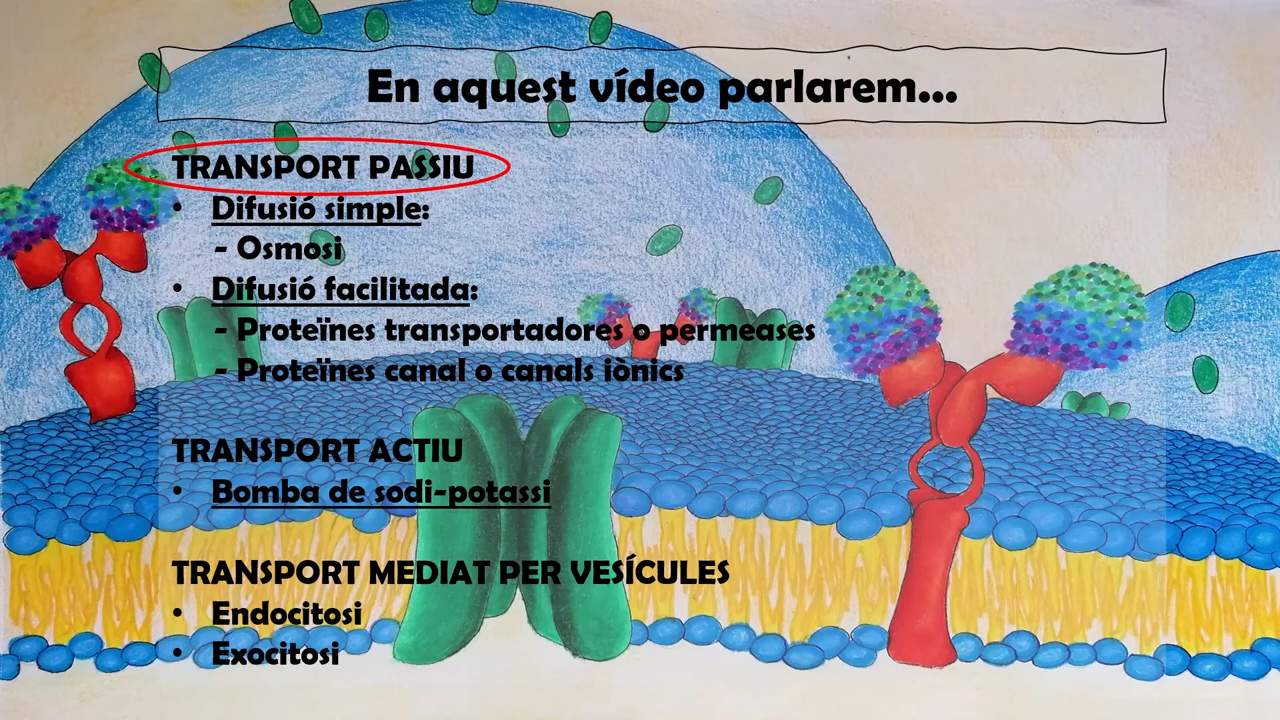 En aquest vídeo parlarem...
TRANSPORT PASSIU
• Difusió simple:
- Osmosi
• Difusió facilitada:
- Proteïnes transportadores o permeases
- Proteïnes canal o canals iònics
TRANSPORT ACTIU
• Bomba de sodi-potassi
TRANSPORT MEDIAT PER VESÍCULES
• Endocitosi
• Exocitosi